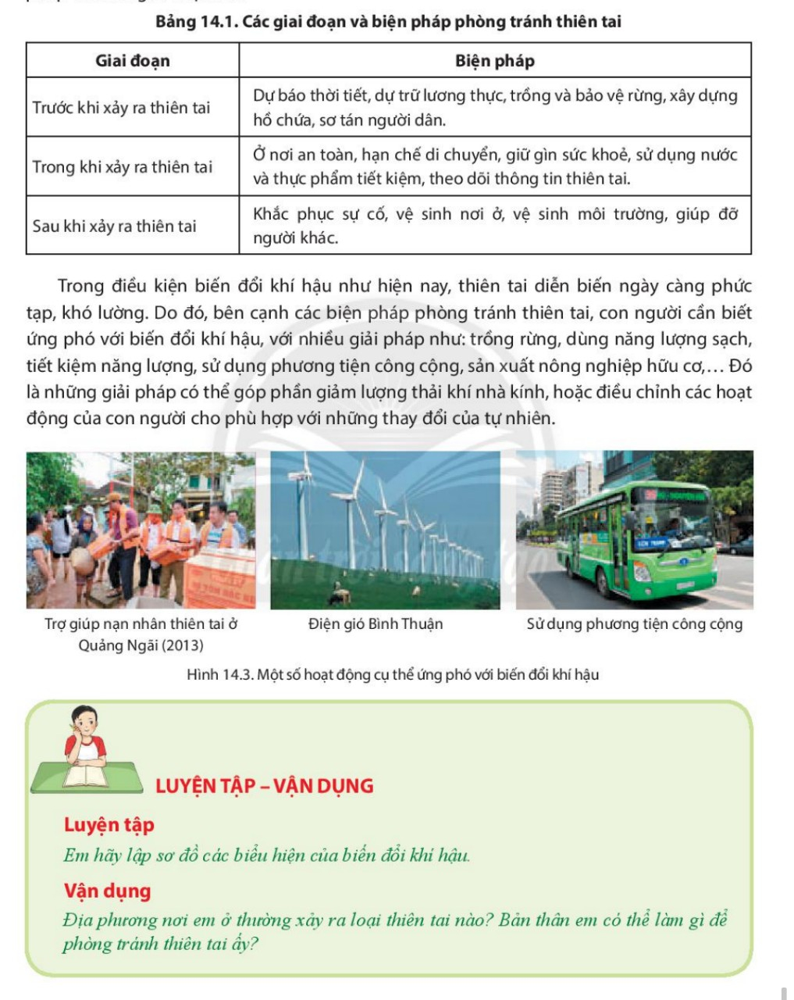 Bảng 14.1. Các giai đoạn và biện pháp phòng tránh thiên tai
Giai đoạn
Biện pháp
Trước khi xảy ra thiên tai
Dự báo thời tiết, dự trữ lương thực, trồng và bảo vệ rừng, xây dựng
hồ chứa, sơ tán người dân.
Trong khi xảy ra thiên tai
Ở nơi an toàn, hạn chế di chuyển, giữ gìn sức khoẻ, sử dụng nước
và thực phẩm tiết kiệm, theo dõi thông tin thiên tai.
Sau khi xảy ra thiên tai
Khắc phục sự cố, vệ sinh nơi ở, vệ sinh môi trường, giúp đỡ
người khác.
Trong điều kiện biến đổi khí hậu như hiện nay, thiên tai diễn biến ngày càng phức
tạp, khó lường. Do đó, bên cạnh các biện pháp phòng tránh thiên tai, con người cần biết
ứng phó với biến đổi khí hậu, với nhiều giải pháp như: trồng rừng, dùng năng lượng sạch,
tiết kiệm năng lượng, sử dụng phương tiện công cộng, sản xuất nông nghiệp hữu cơ,... Đó
là những giải pháp có thể góp phần giảm lượng thải khí nhà kính, hoặc điều chỉnh các hoạt
động của con người cho phù hợp với những thay đổi của tự nhiên.
Chân trời sáng tạo
Trợ giúp nạn nhân thiên tai ở
Quảng Ngãi (2013)
Điện gió Bình Thuận
Sử dụng phương tiện công cộng
Hình 14.3. Một số hoạt động cụ thể ứng phó với biến đổi khí hậu
LUYỆN TẬP – VẬN DỤNG
Luyện tập
Em hãy lập sơ đồ các biểu hiện của biến đổi khí hậu.
Vận dụng
Địa phương nơi em ở thường xảy ra loại thiên tai nào? Bản thân em có thể làm gì để
phòng tránh thiên tai ấy?